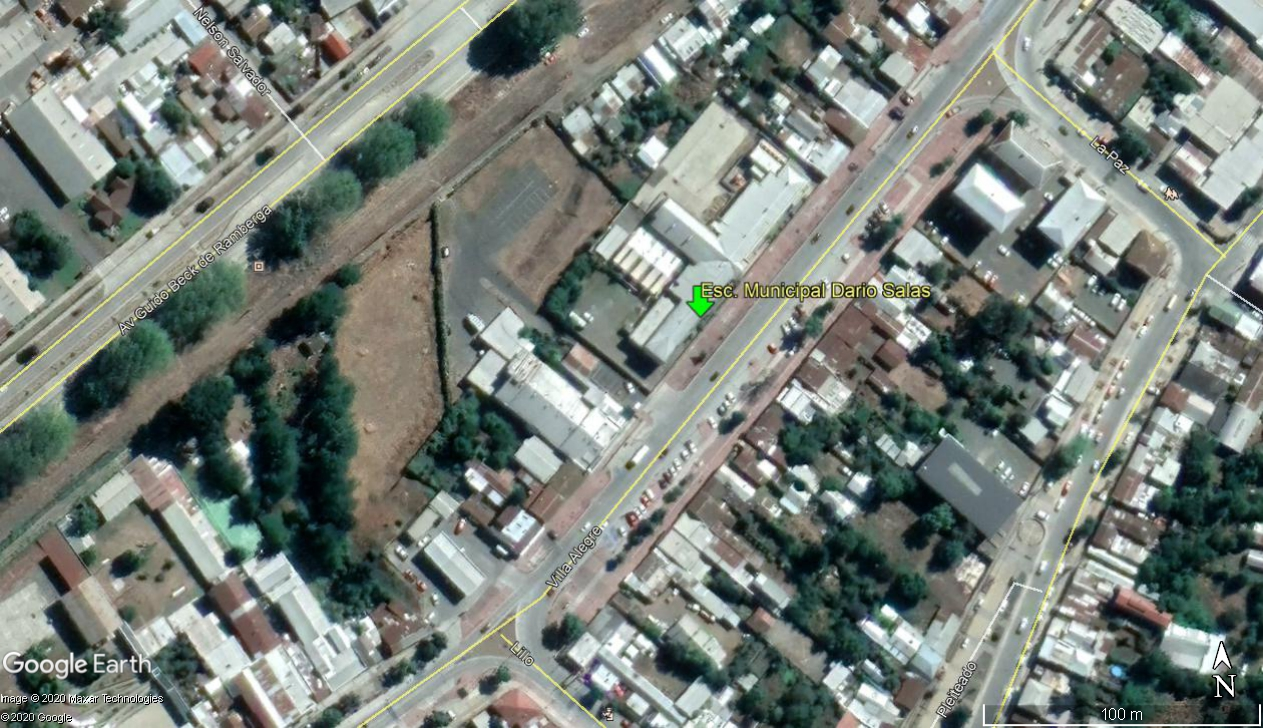 Nelson Salvador
La Paz
Av Guido Beck de Ramberga
Esc. Municipal Dario Salas
Villa Alegre
Lillo
Pleiteado
Google Earth
N
Image © 2020 Maxar Technologies
© 2020 Google
100 m